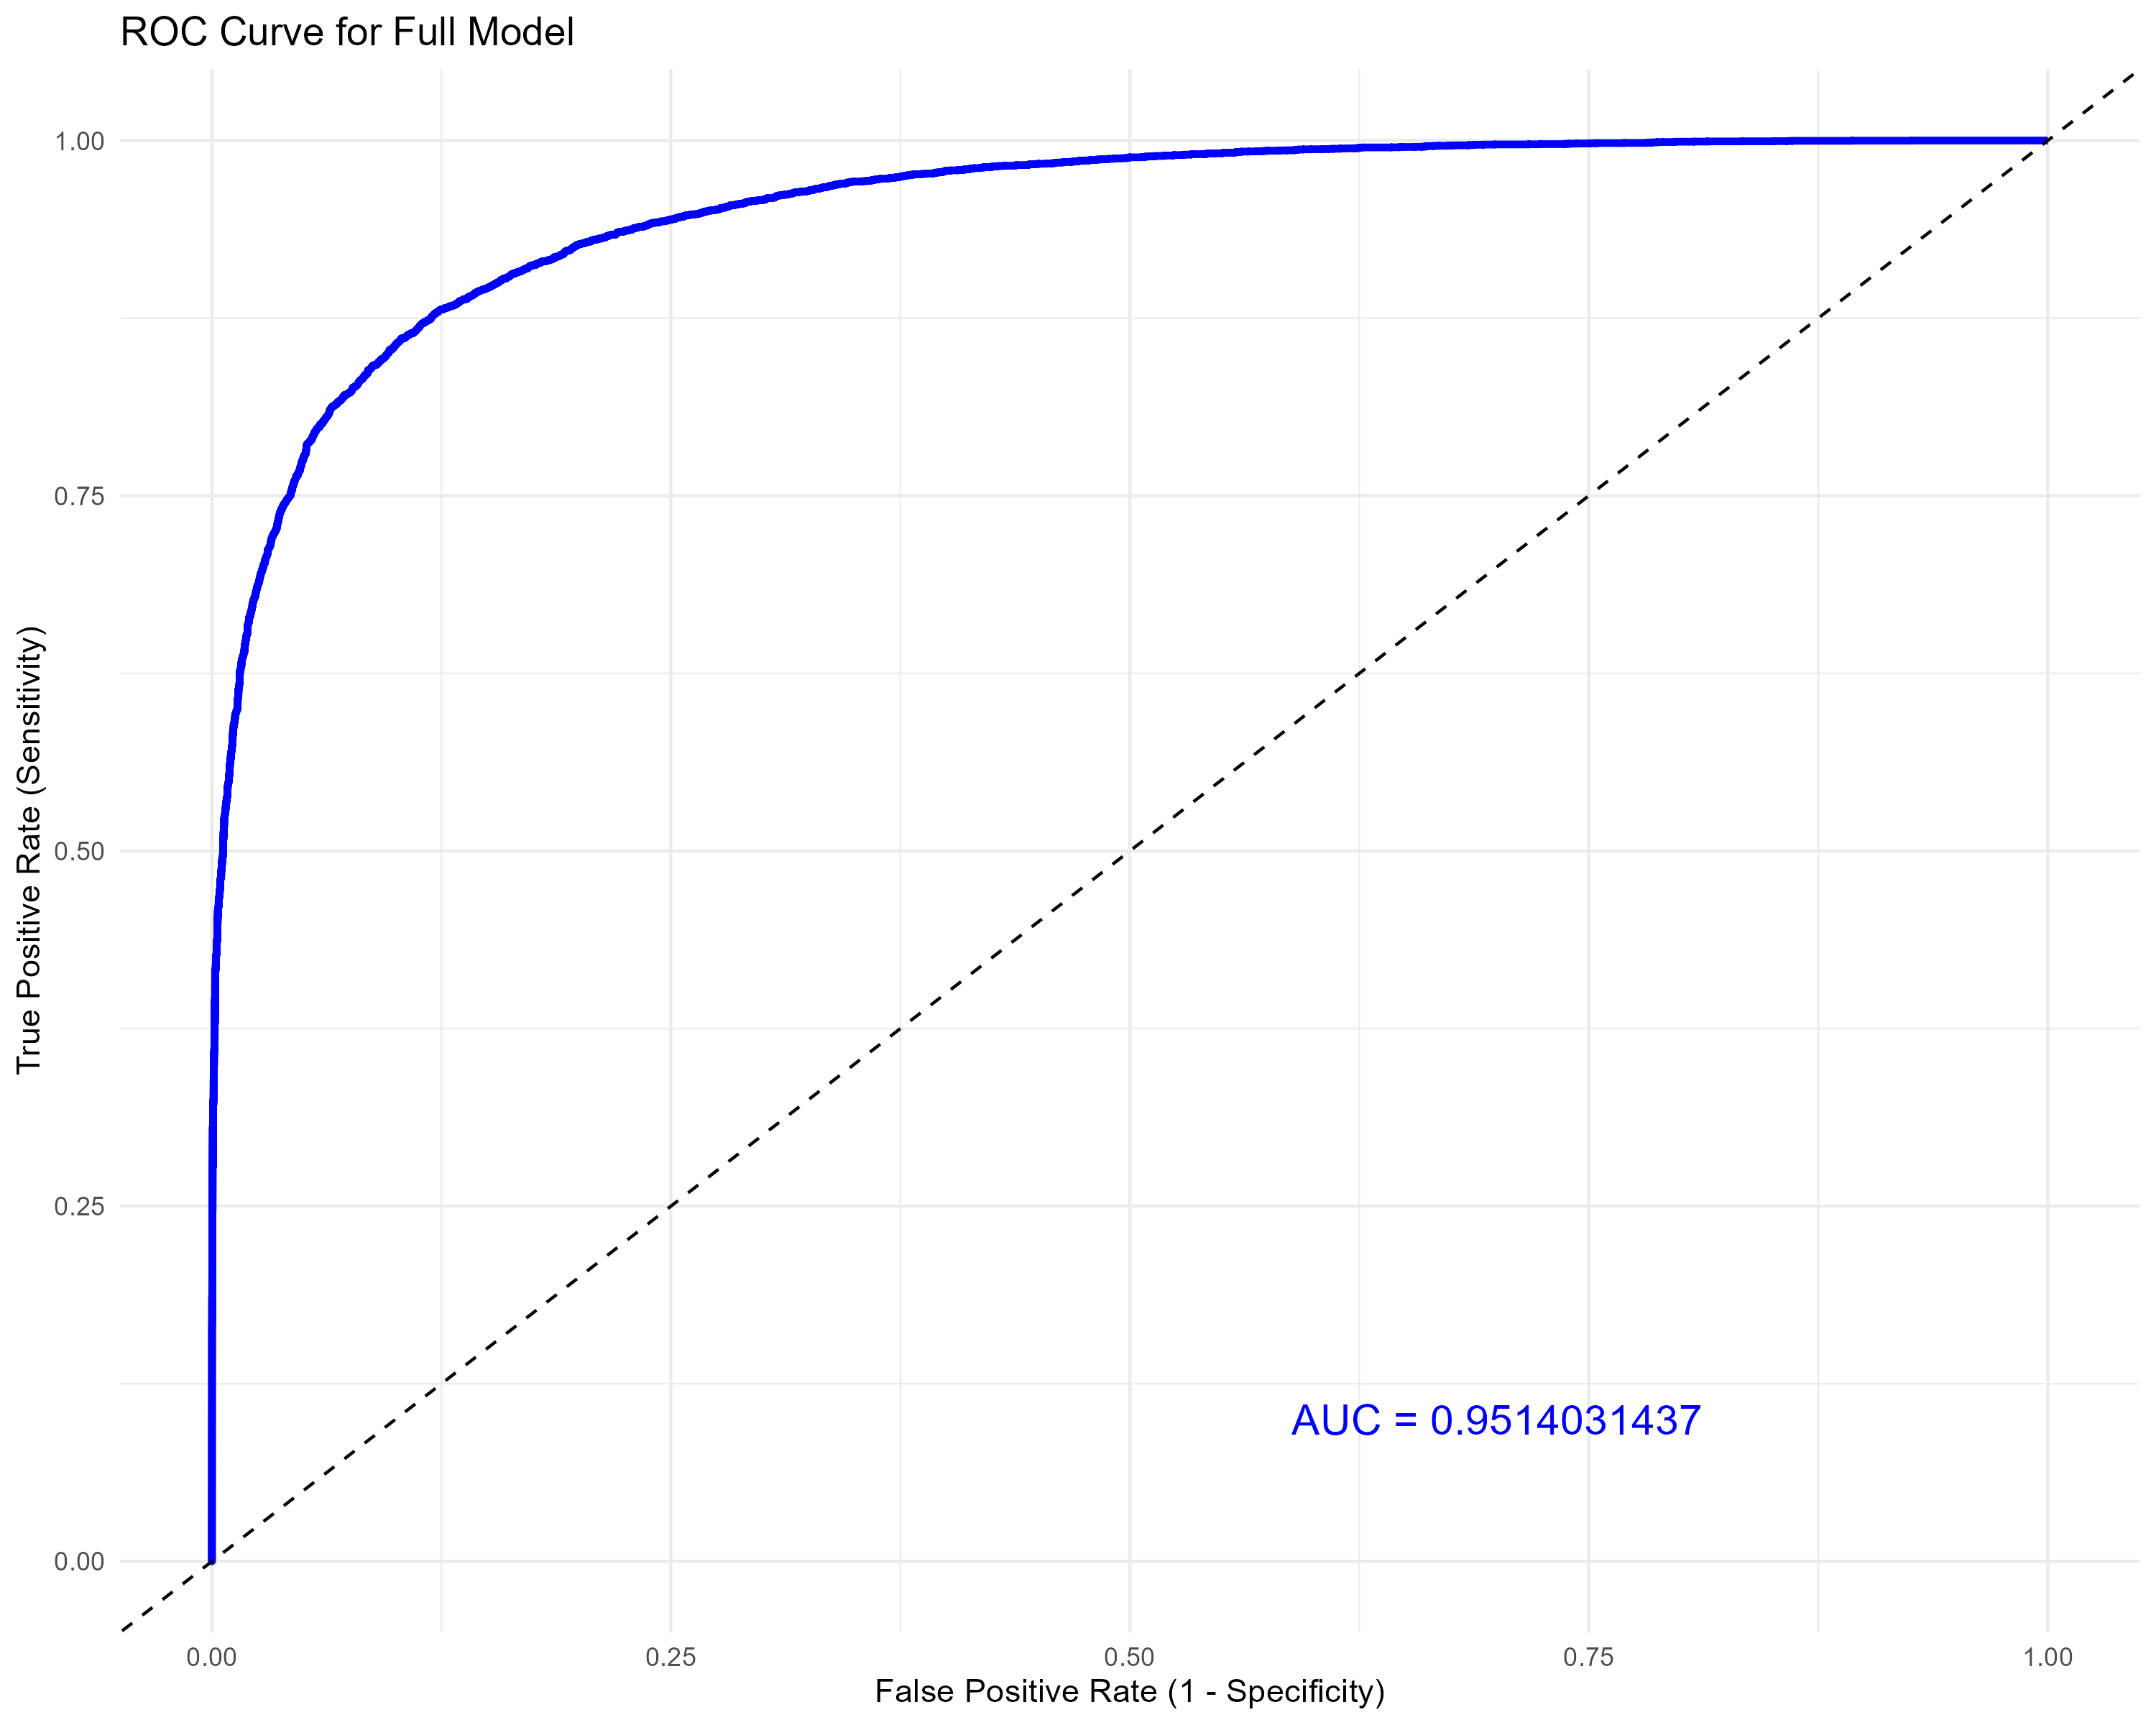 ROC Curve for Full Model
1.00
0.75
0.50
0.25
0.00
True Positive Rate (Sensitivity)
AUC = 0.9514031437
0.00 0.25 0.50 0.75 1.00
False Positive Rate (1 - Specificity)